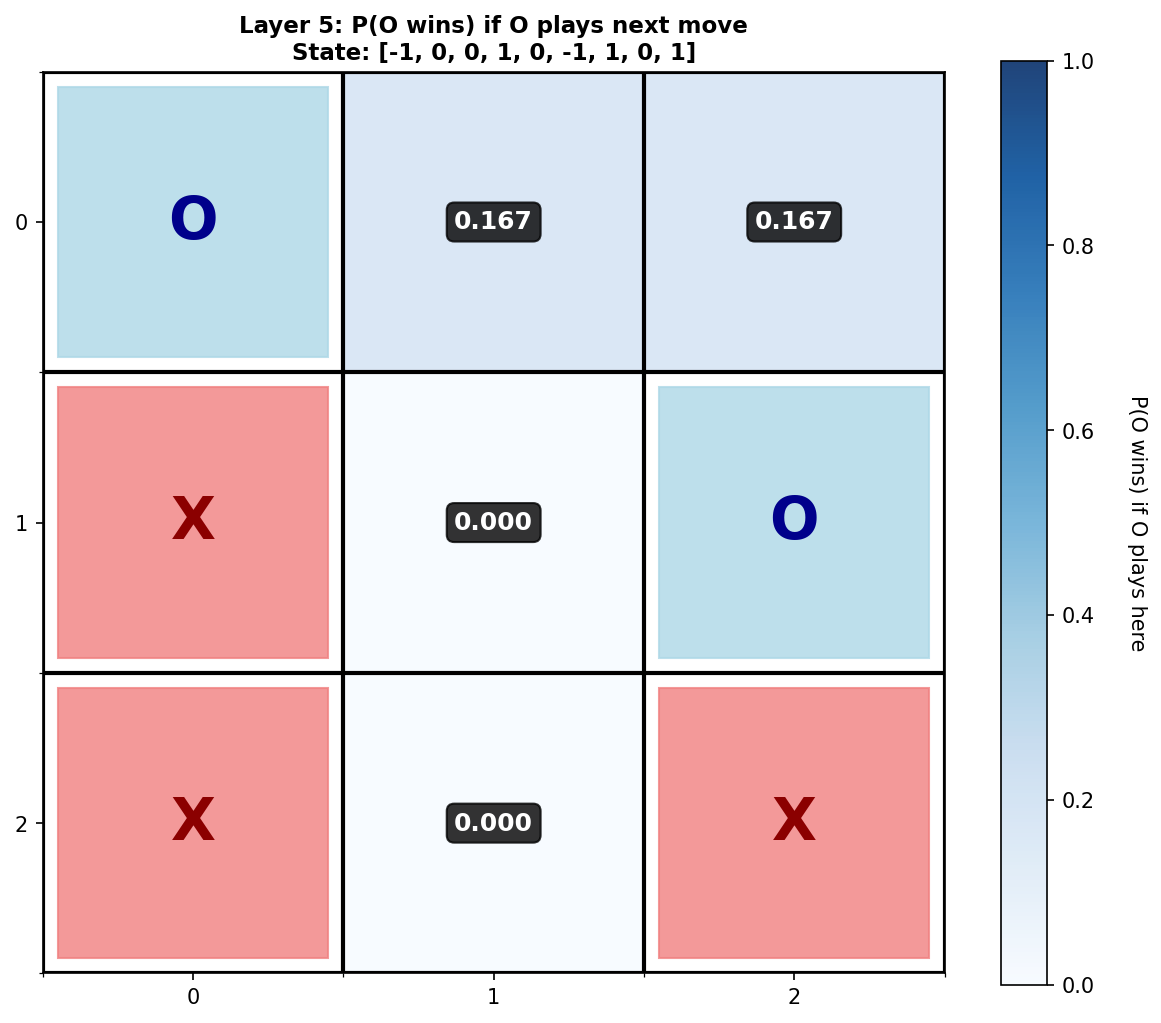 Layer 5: P(O wins) if O plays next move
State: [-1, 0, 0, 1, 0, -1, 1, 0, 1]
O
0.167
0.167
X
0.000
O
X
0.000
X
0
1
2
0
1
2
1.0
0.8
0.6
0.4
0.2
0.0
P(O wins) if O plays here